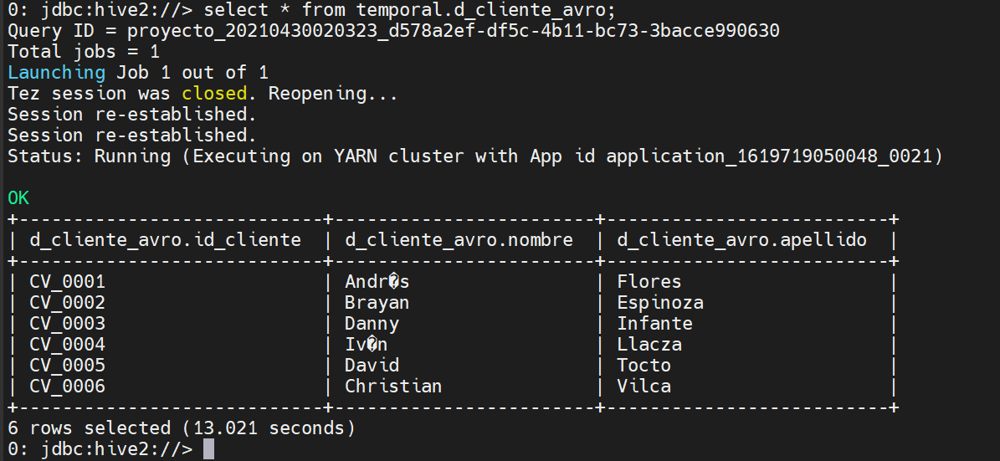 0: jdbc:hive2://> select * from temporal.d_cliente_avro;
Query ID = proyecto_20210430020323_d578a2ef-df5c-4b11-bc73-3bacce990630
Total jobs = 1
Launching Job 1 out of 1
Tez session was closed. Reopening...
Session re-established.
Session re-established.
Status: Running (Executing on YARN cluster with App id application_1619719050048_0021)
OK
+----------------------------+------------------------+--------------------------+
| d_cliente_avro.id_cliente  | d_cliente_avro.nombre  | d_cliente_avro.apellido  |
+----------------------------+------------------------+--------------------------+
| CV_0001                    | Andr�s                 | Flores                   |
| CV_0002                    | Brayan                 | Espinoza                 |
| CV_0003                    | Danny                  | Infante                  |
| CV_0004                    | Iv�n                   | Llacza                   |
| CV_0005                    | David                  | Tocto                    |
| CV_0006                    | Christian              | Vilca                    |
+----------------------------+------------------------+--------------------------+
6 rows selected (13.021 seconds)
0: jdbc:hive2://>